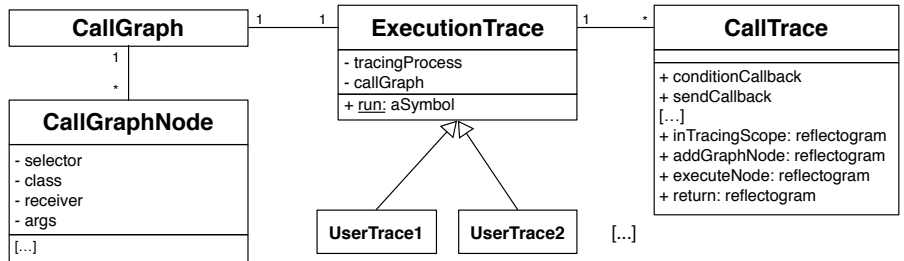 CallGraph
1
1
ExecutionTrace
- tracingProcess
- callGraph
+ run: aSymbol
1
*
CallTrace
+ conditionCallback
+ sendCallback
[...]
+ inTracingScope: reflectogram
+ addGraphNode: reflectogram
+ executeNode: reflectogram
+ return: reflectogram
1
*
CallGraphNode
- selector
- class
- receiver
- args
[...]
UserTrace1
UserTrace2
[...]